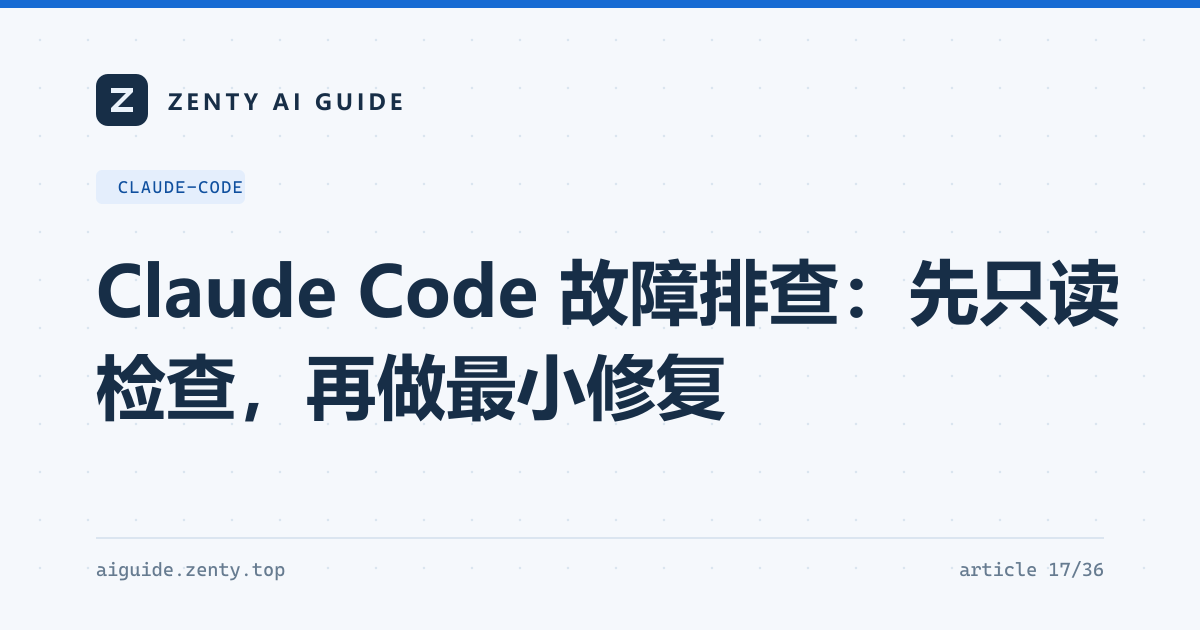 Z
ZENTY AI GUIDE
CLAUDE-CODE
Claude Code 故障排查：先只读
检查，再做最小修复
aiguide.zenty.top
article 17/36